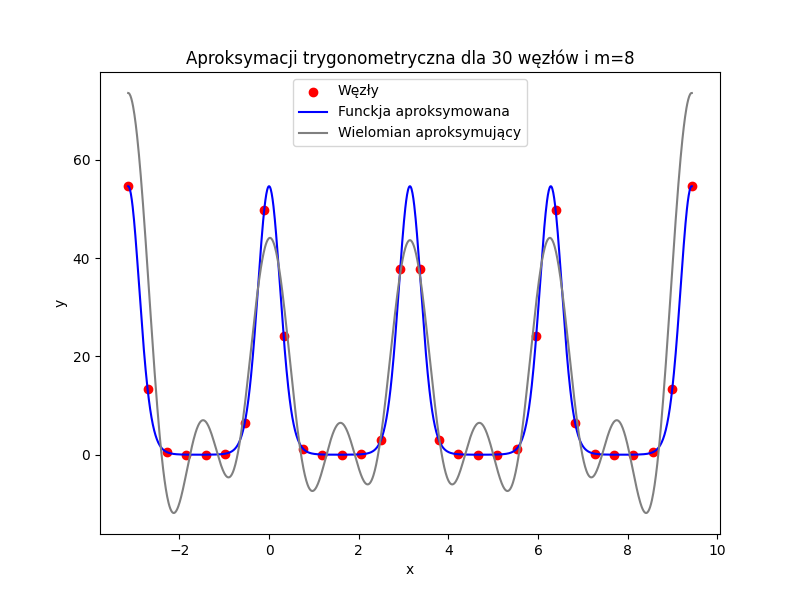 Aproksymacji trygonometryczna dla 30 węzłów i m=8
Węzły
Funckja aproksymowana
Wielomian aproksymujący
60
40
20
0
y
−2
0
2
4
6
8
10
x